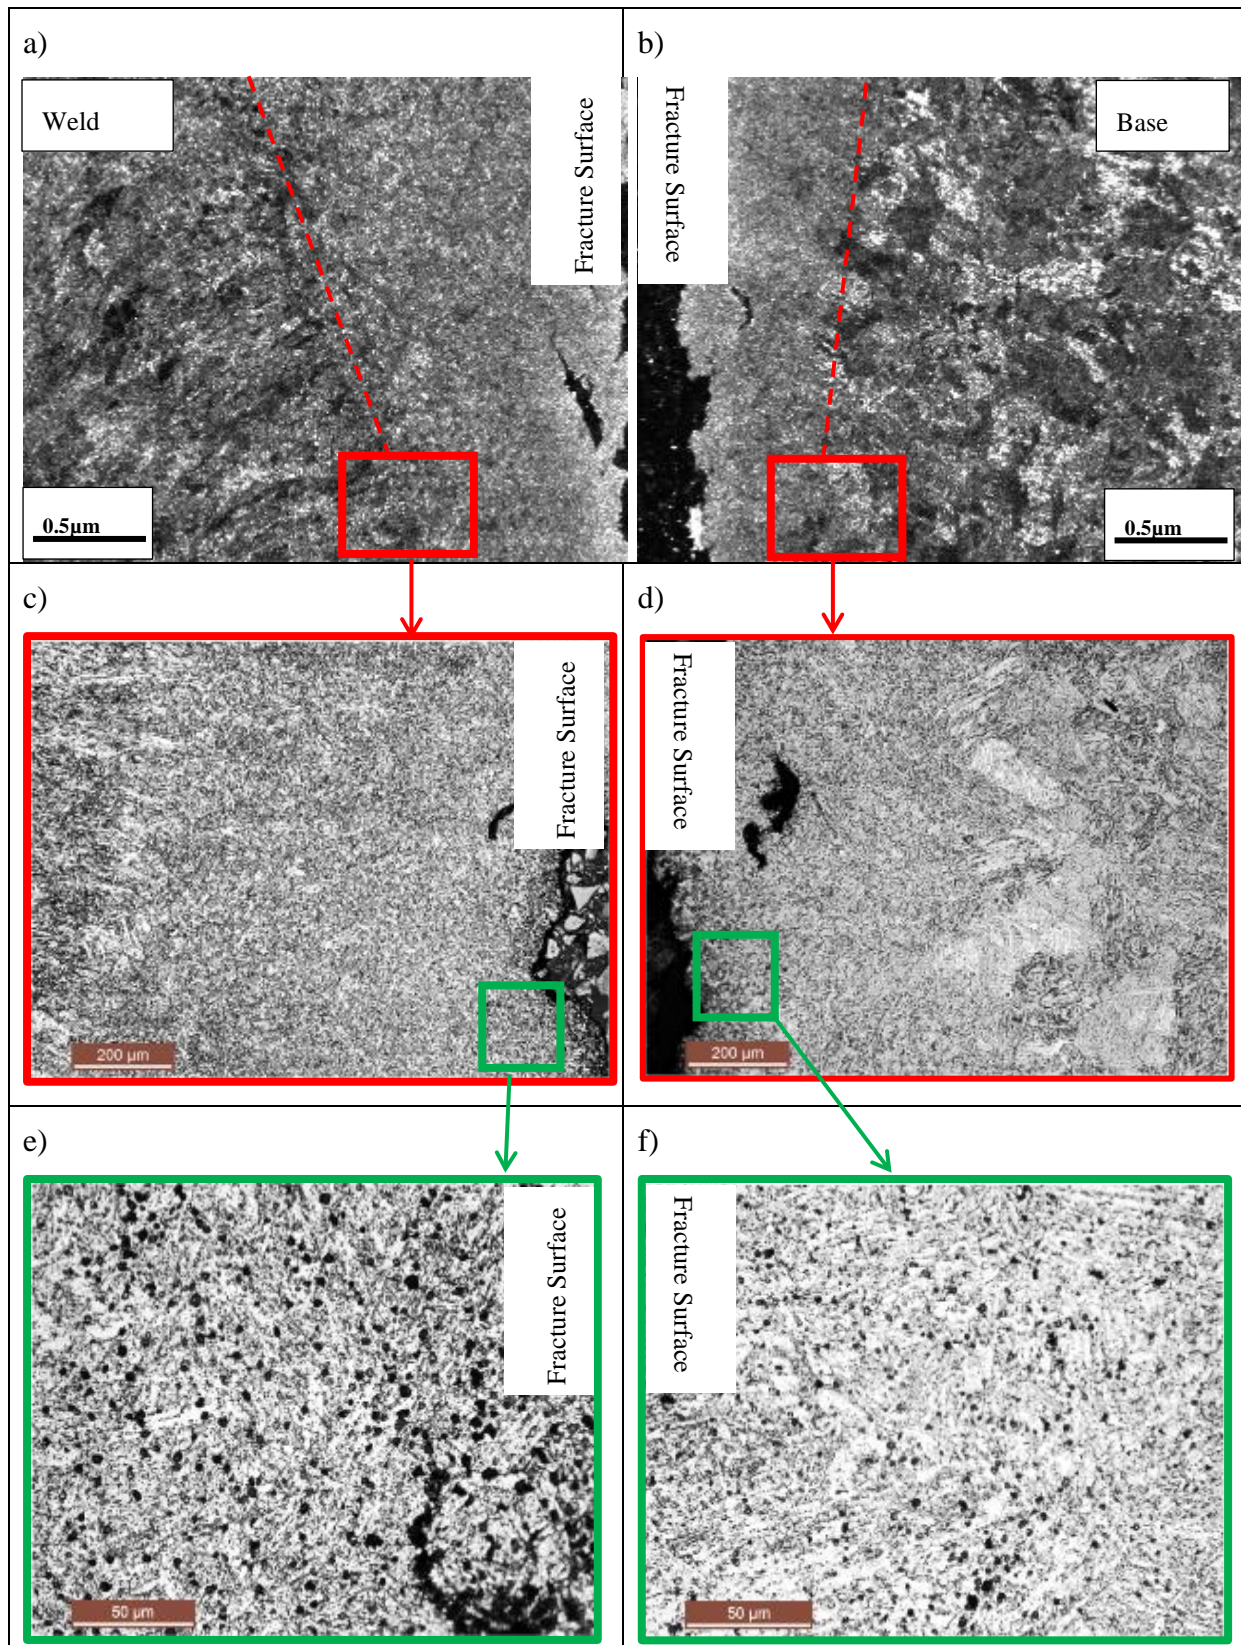 a)
b)
Weld
Fracture Surface
Fracture Surface
Base
0.5µm
0.5µm
c)
d)
Fracture Surface
Fracture Surface
200 µm
200 µm
e)
f)
Fracture Surface
Fracture Surface
50 µm
50 µm